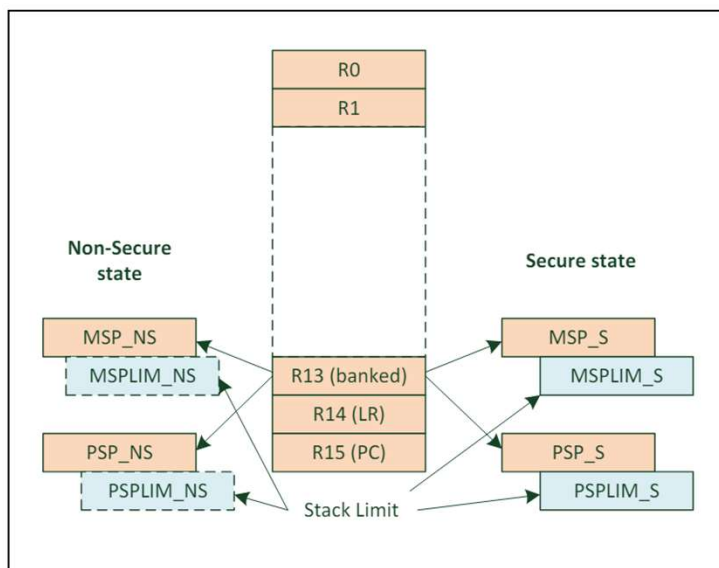 R0
R1
Non-Secure
state
Secure state
MSP_NS
MSPLIM_NS
R13 (banked)
MSP_S
MSPLIM_S
R14 (LR)
PSP_NS
PSPLIM_NS
R15 (PC)
PSP_S
PSPLIM_S
Stack Limit